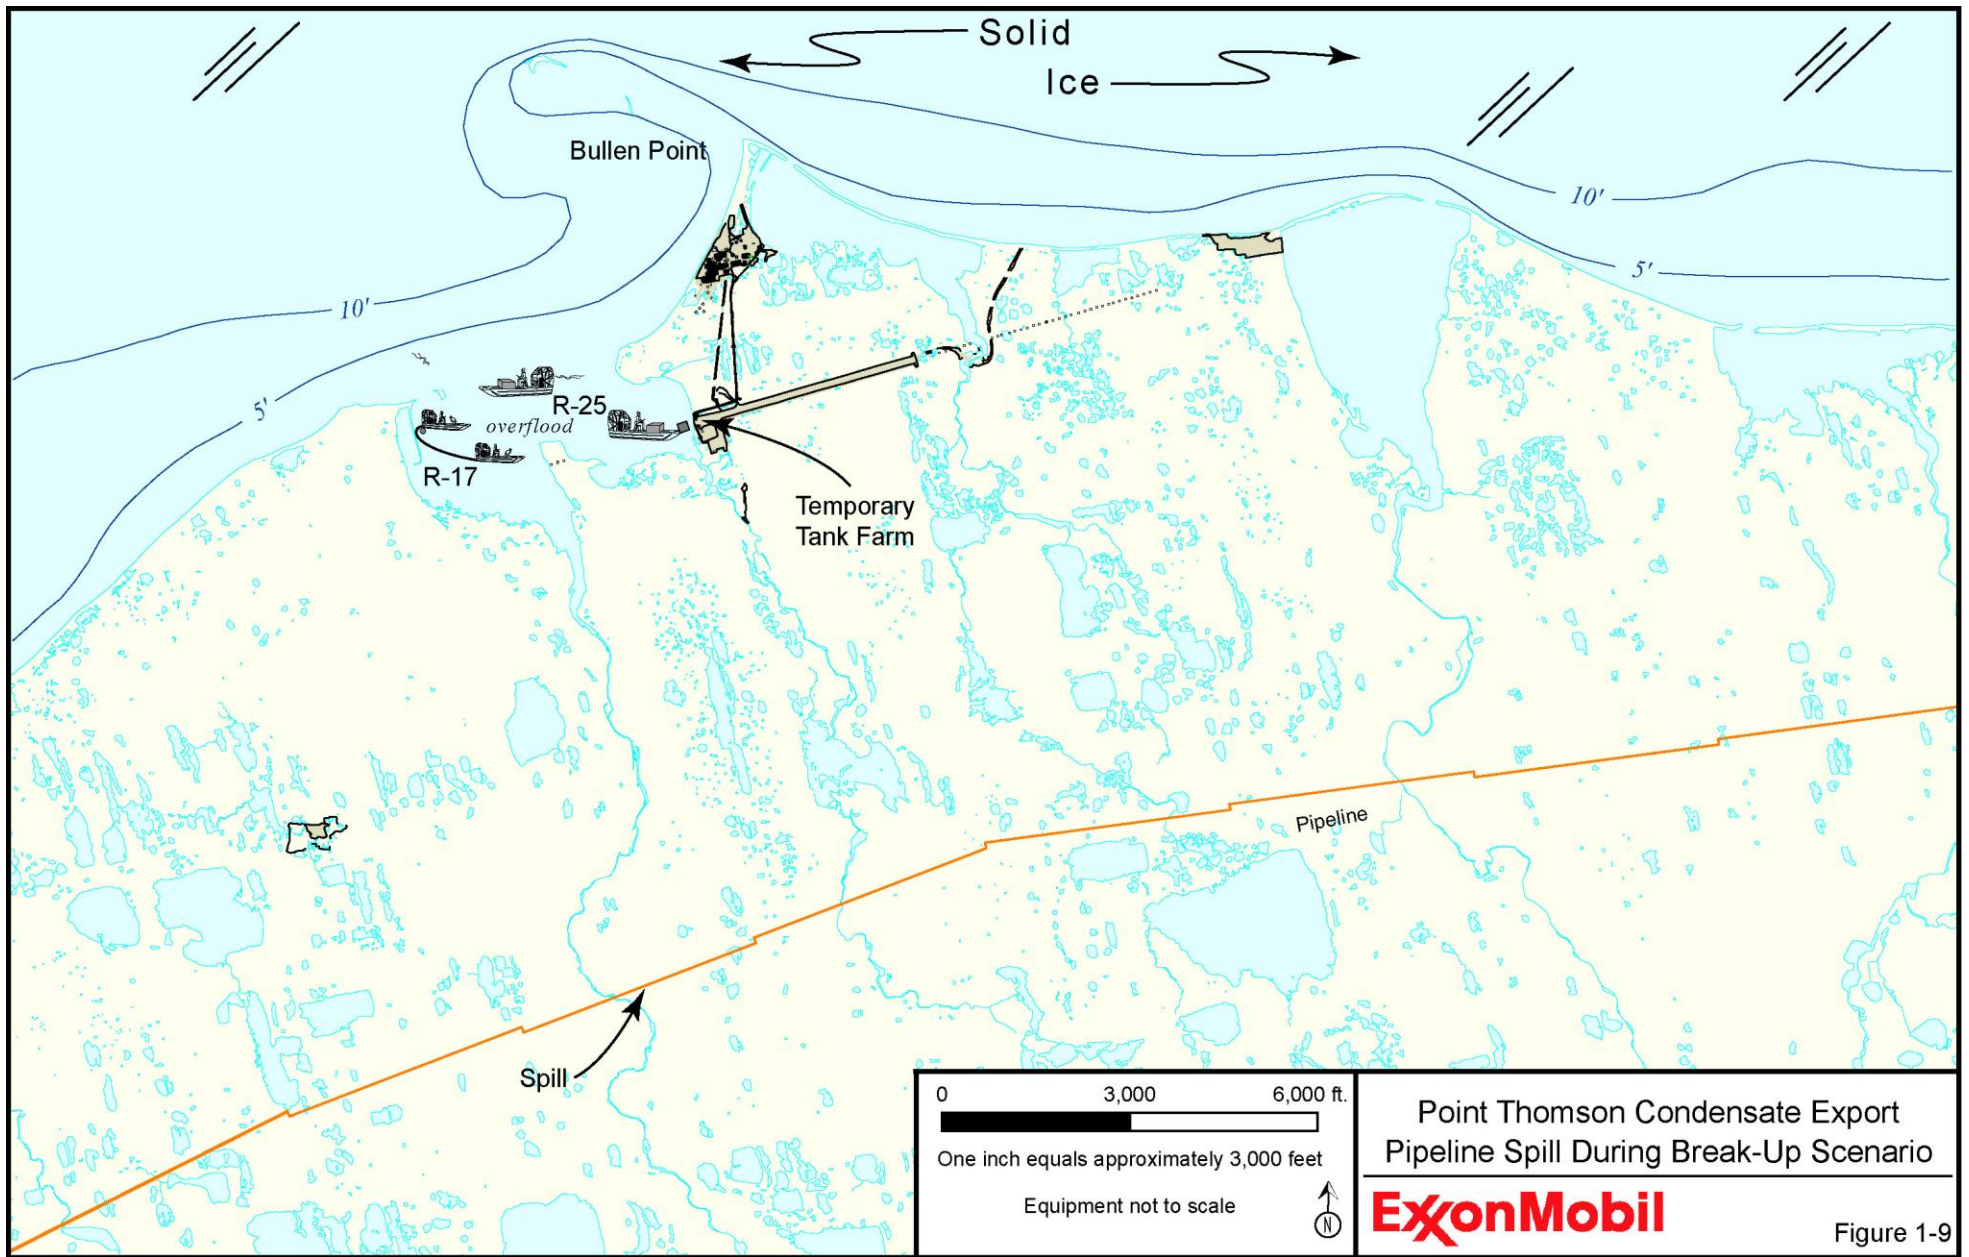 Solid
Ice
Bullen Point
10'
5'
10'
5'
R-25
overflood
R-17
Temporary
Tank Farm
Pipeline
Spill
0 3,000 6,000 ft.
One inch equals approximately 3,000 feet
Equipment not to scale
N
Point Thomson Condensate Export
Pipeline Spill During Break-Up Scenario
ExxonMobil
Figure 1-9